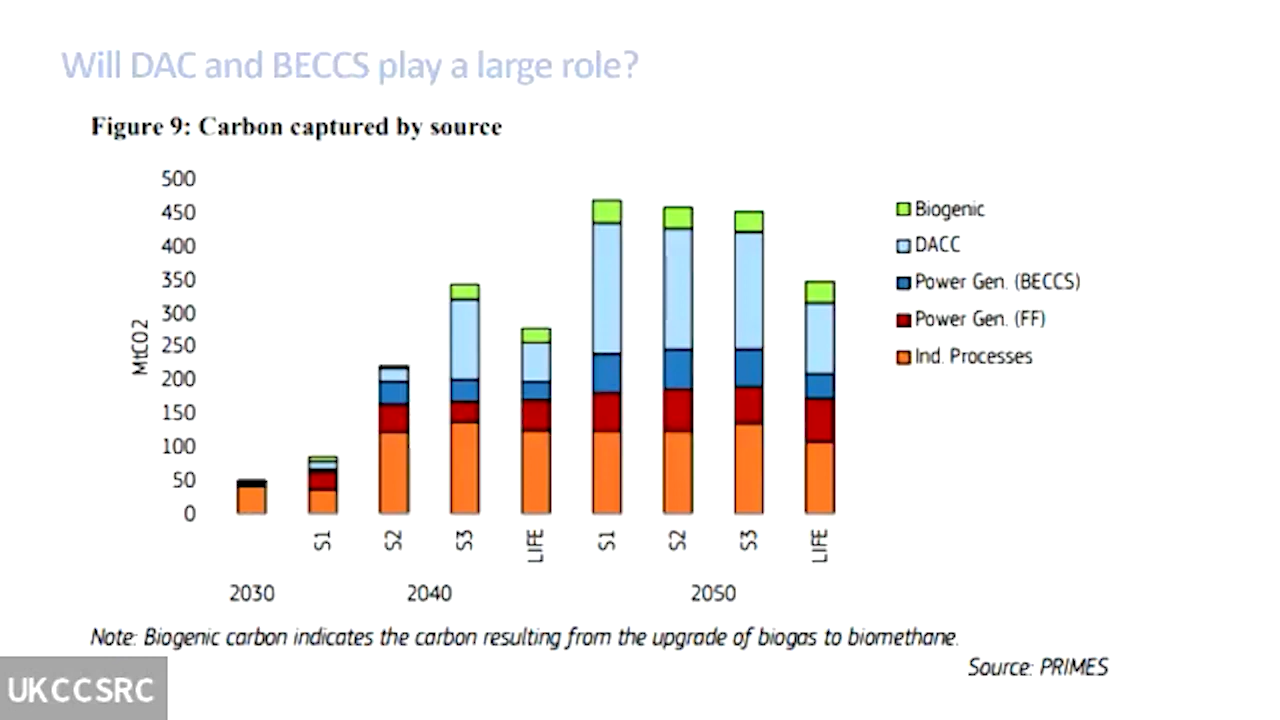 Will DAC and BECCS play a large role?
Figure 9: Carbon captured by source
500
450
400
350
300
250
200
150
100
50
0
MtCO2
Biogenic
DACC
Power Gen. (BECCS)
Power Gen. (FF)
Ind. Processes
S1
S2
S3
LIFE
S1
S2
S3
LIFE
2030
2040
2050
Note: Biogenic carbon indicates the carbon resulting from the upgrade of biogas to biomethane.
Source: PRIMES
UKCCSRC